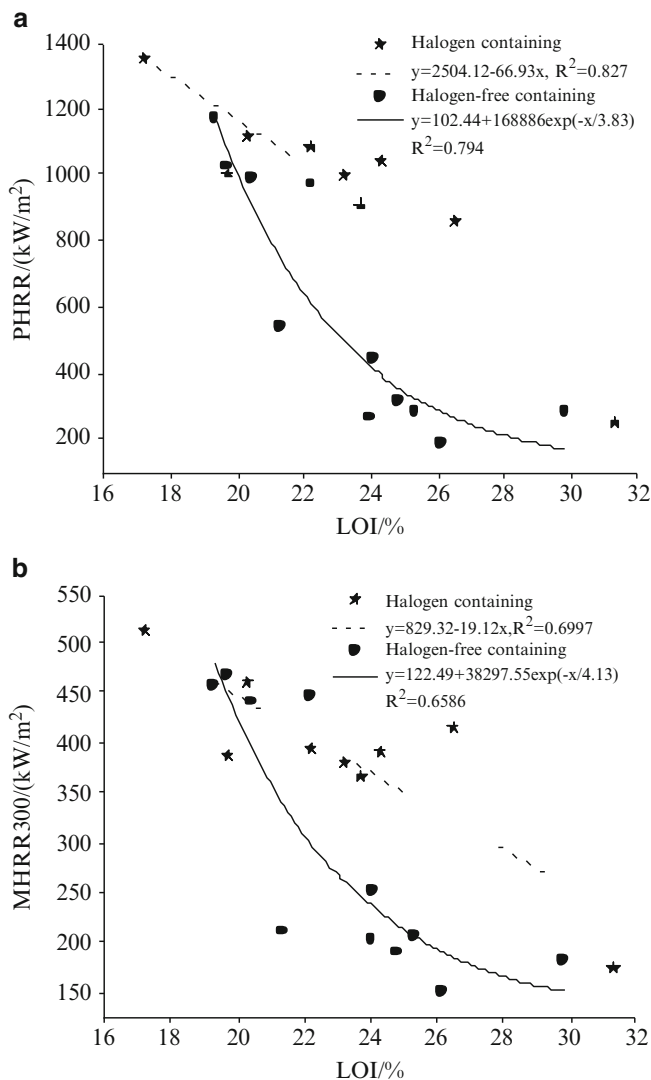 a
1400
1200
1000
800
600
400
200
PHRR/(kW/m²)
Halogen containing
y=2504.12-66.93x, R²=0.827
Halogen-free containing
y=102.44+168886exp(-x/3.83)
R²=0.794
16 18 20 22 24 26 28 30 32
LOI/%
b
550
500
450
400
350
300
250
200
150
MHRR300/(kW/m²)
Halogen containing
y=829.32-19.12x,R²=0.6997
Halogen-free containing
y=122.49+38297.55exp(-x/4.13)
R²=0.6586
16 18 20 22 24 26 28 30 32
LOI/%